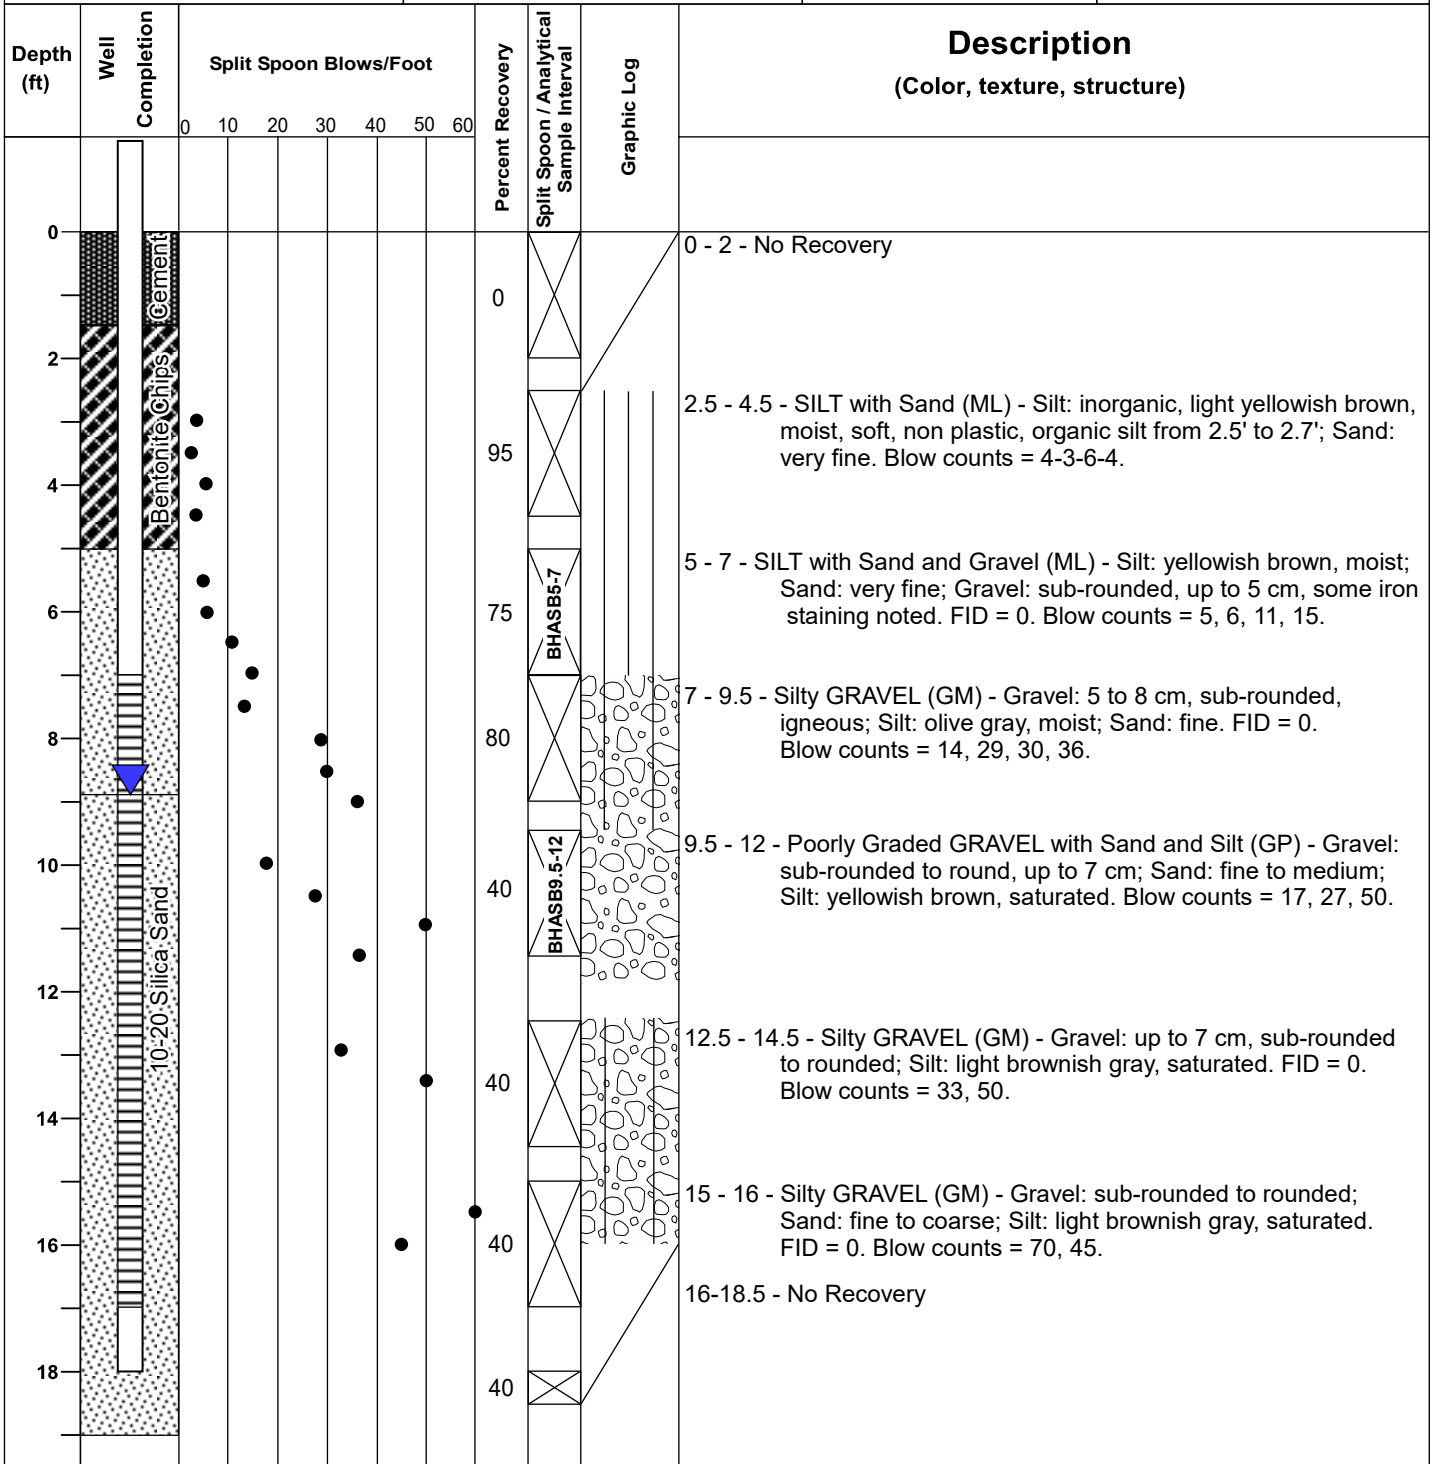 Depth
(ft)
Well
Completion
Split Spoon Blows/Foot
0 10 20 30 40 50 60
Percent Recovery
Split Spoon / Analytical
Sample Interval
Graphic Log
Description
(Color, texture, structure)
0
2
4
6
8
10
12
14
16
18
Cement
Bentonite Chips
10-20 Silica Sand
0
95
75
80
40
40
40
40
BHASB5-7
BHASB9.5-12
0 - 2 - No Recovery
2.5 - 4.5 - SILT with Sand (ML) - Silt: inorganic, light yellowish brown,
moist, soft, non plastic, organic silt from 2.5' to 2.7'; Sand:
very fine. Blow counts = 4-3-6-4.
5 - 7 - SILT with Sand and Gravel (ML) - Silt: yellowish brown, moist;
Sand: very fine; Gravel: sub-rounded, up to 5 cm, some iron
staining noted. FID = 0. Blow counts = 5, 6, 11, 15.
7 - 9.5 - Silty GRAVEL (GM) - Gravel: 5 to 8 cm, sub-rounded,
igneous; Silt: olive gray, moist; Sand: fine. FID = 0.
Blow counts = 14, 29, 30, 36.
9.5 - 12 - Poorly Graded GRAVEL with Sand and Silt (GP) - Gravel:
sub-rounded to round, up to 7 cm; Sand: fine to medium;
Silt: yellowish brown, saturated. Blow counts = 17, 27, 50.
12.5 - 14.5 - Silty GRAVEL (GM) - Gravel: up to 7 cm, sub-rounded
to rounded; Silt: light brownish gray, saturated. FID = 0.
Blow counts = 33, 50.
15 - 16 - Silty GRAVEL (GM) - Gravel: sub-rounded to rounded;
Sand: fine to coarse; Silt: light brownish gray, saturated.
FID = 0. Blow counts = 70, 45.
16-18.5 - No Recovery